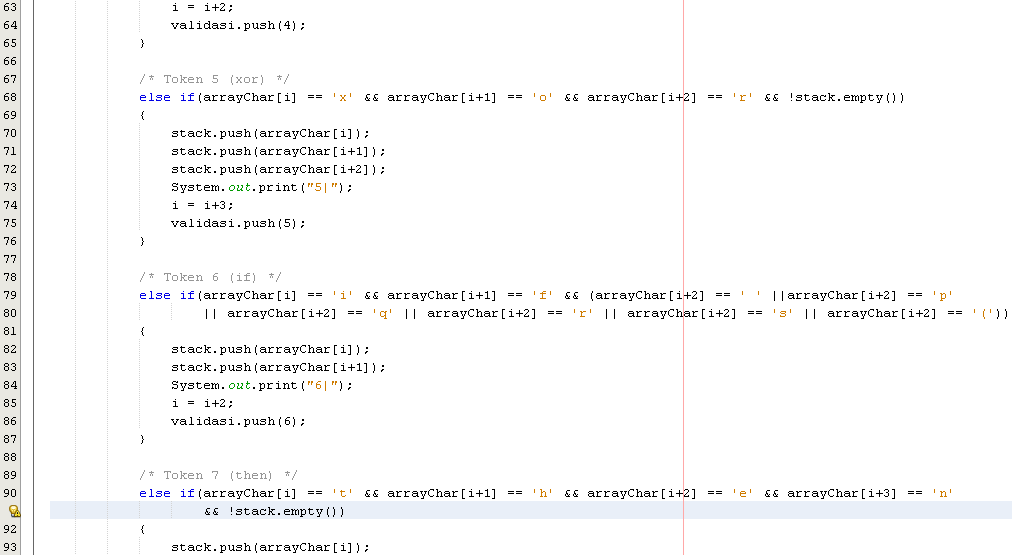 63                    i = i+2;
64                    validasi.push(4);
65                }
66
67                /* Token 5 (xor) */
68                else if(arrayChar[i] == 'x' && arrayChar[i+1] == 'o' && arrayChar[i+2] == 'r' && !stack.empty())
69                {
70                    stack.push(arrayChar[i]);
71                    stack.push(arrayChar[i+1]);
72                    stack.push(arrayChar[i+2]);
73                    System.out.print("5|");
74                    i = i+3;
75                    validasi.push(5);
76                }
77
78                /* Token 6 (if) */
79                else if(arrayChar[i] == 'i' && arrayChar[i+1] == 'f' && (arrayChar[i+2] == ' ' ||arrayChar[i+2] == 'p'
80                        || arrayChar[i+2] == 'q' || arrayChar[i+2] == 'r' || arrayChar[i+2] == 's' || arrayChar[i+2] == '('))
81                {
82                    stack.push(arrayChar[i]);
83                    stack.push(arrayChar[i+1]);
84                    System.out.print("6|");
85                    i = i+2;
86                    validasi.push(6);
87                }
88
89                /* Token 7 (then) */
90                else if(arrayChar[i] == 't' && arrayChar[i+1] == 'h' && arrayChar[i+2] == 'e' && arrayChar[i+3] == 'n'
                        && !stack.empty())
92                {
93                    stack.push(arrayChar[i]);